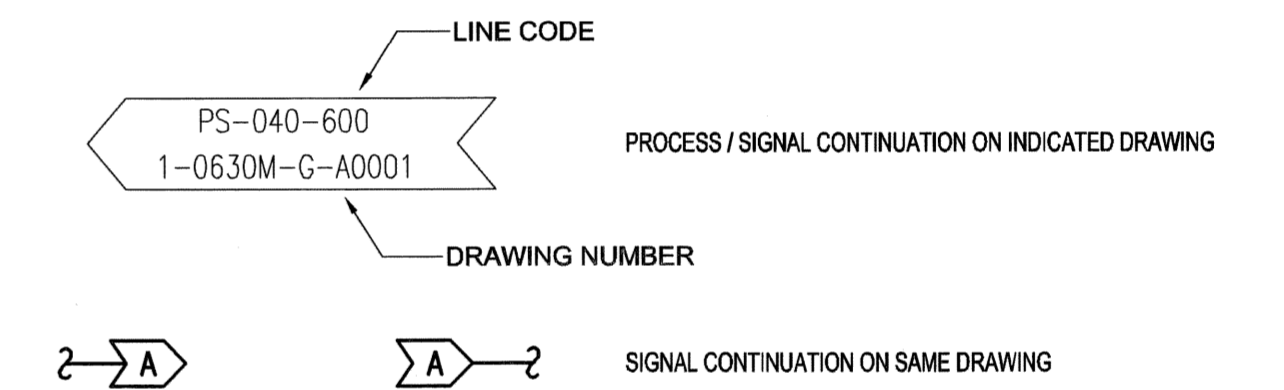 LINE CODE
PS-040-600
1-0630M-G-A0001
PROCESS / SIGNAL CONTINUATION ON INDICATED DRAWING
DRAWING NUMBER
A
A
SIGNAL CONTINUATION ON SAME DRAWING